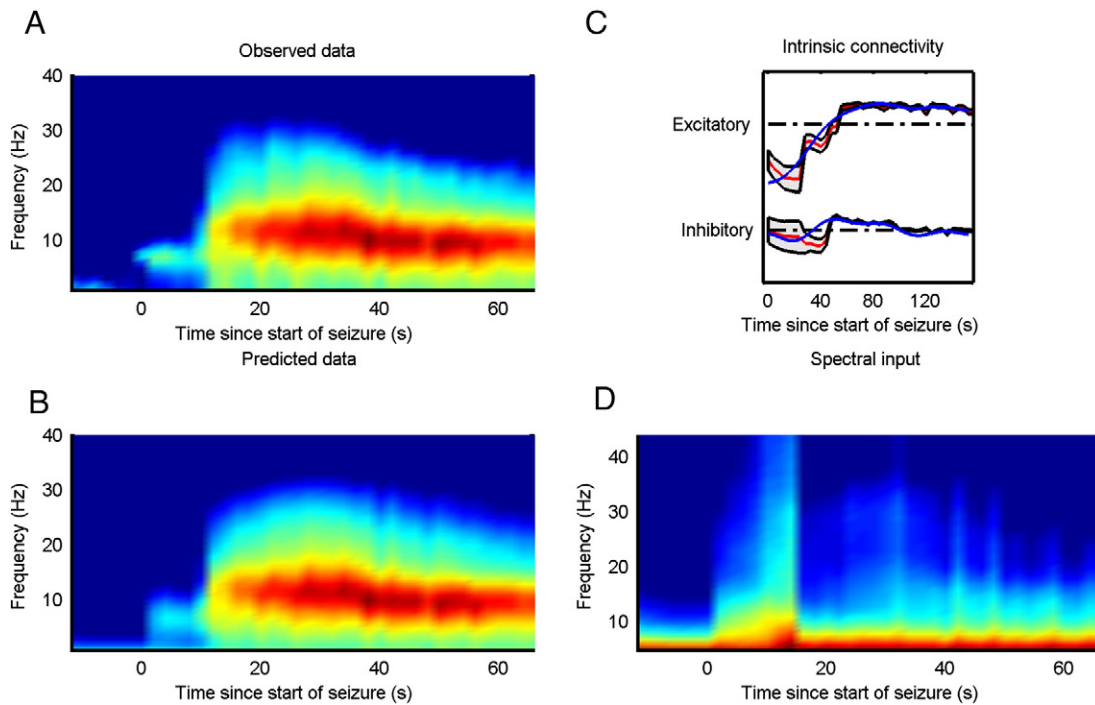 A
Observed data
Frequency (Hz)
40
30
20
10
0
20
40
60
Time since start of seizure (s)
C
Intrinsic connectivity
Excitatory
Inhibitory
0
40
80
120
Time since start of seizure (s)
B
Predicted data
Frequency (Hz)
40
30
20
10
0
20
40
60
Time since start of seizure (s)
D
Spectral input
Frequency (Hz)
40
30
20
10
0
20
40
60
Time since start of seizure (s)